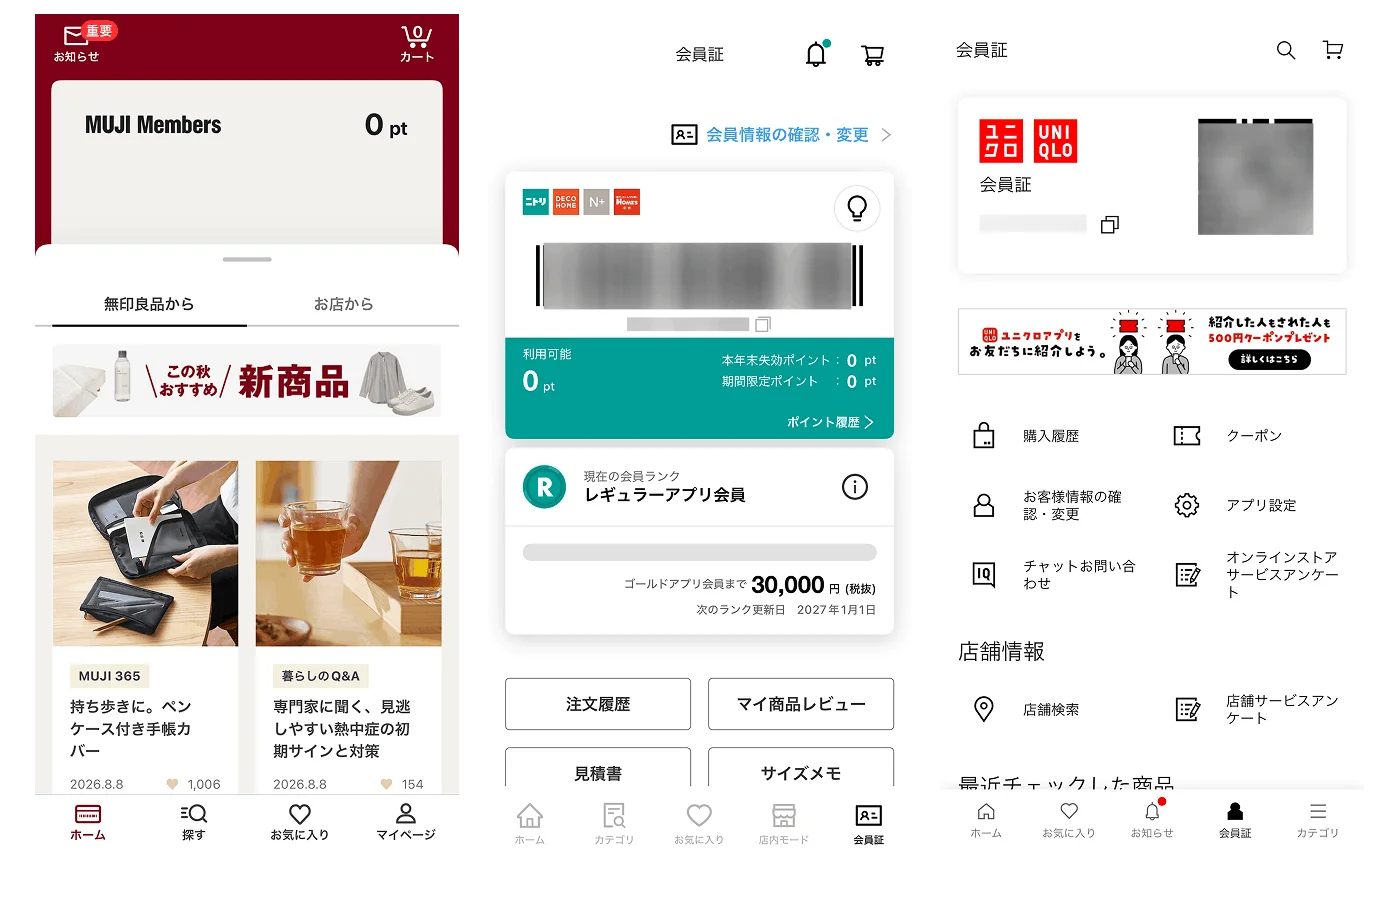 重要
お知らせ
0
カート
MUJI Members
0 pt
無印良品から
お店から
この秋
おすすめ
新商品
MUJI 365
持ち歩きに。ペン
ケース付き手帳カ
バー
2026.8.8
1,006
暮らしのQ&A
専門家に聞く、見逃
しやすい熱中症の初
期サインと対策
2026.8.8
154
ホーム
探す
お気に入り
マイページ
会員証
会員情報の確認・変更
ニトリ
DECO
HOME
N+
HOME'S
利用可能
0 pt
本年末失効ポイント : 0 pt
期間限定ポイント : 0 pt
ポイント履歴
R
現在の会員ランク
レギュラーアプリ会員
ゴールドアプリ会員まで 30,000 円 (税抜)
次のランク更新日 2027年1月1日
注文履歴
マイ商品レビュー
見積書
サイズメモ
ホーム
カテゴリ
お気に入り
店内モード
会員証
会員証
ユニ
クロ
UNI
QLO
会員証
UNI
QLO
ユニクロアプリを
お友だちに紹介しよう。
紹介した人もされた人も
500円クーポンプレゼント
詳しくはこちら
購入履歴
クーポン
お客様情報の確
認・変更
アプリ設定
IQ
チャットお問い合
わせ
オンラインストア
サービスアンケー
ト
店舗情報
店舗検索
店舗サービスアン
ケート
最近チェックした商品
ホーム
お気に入り
お知らせ
会員証
カテゴリ